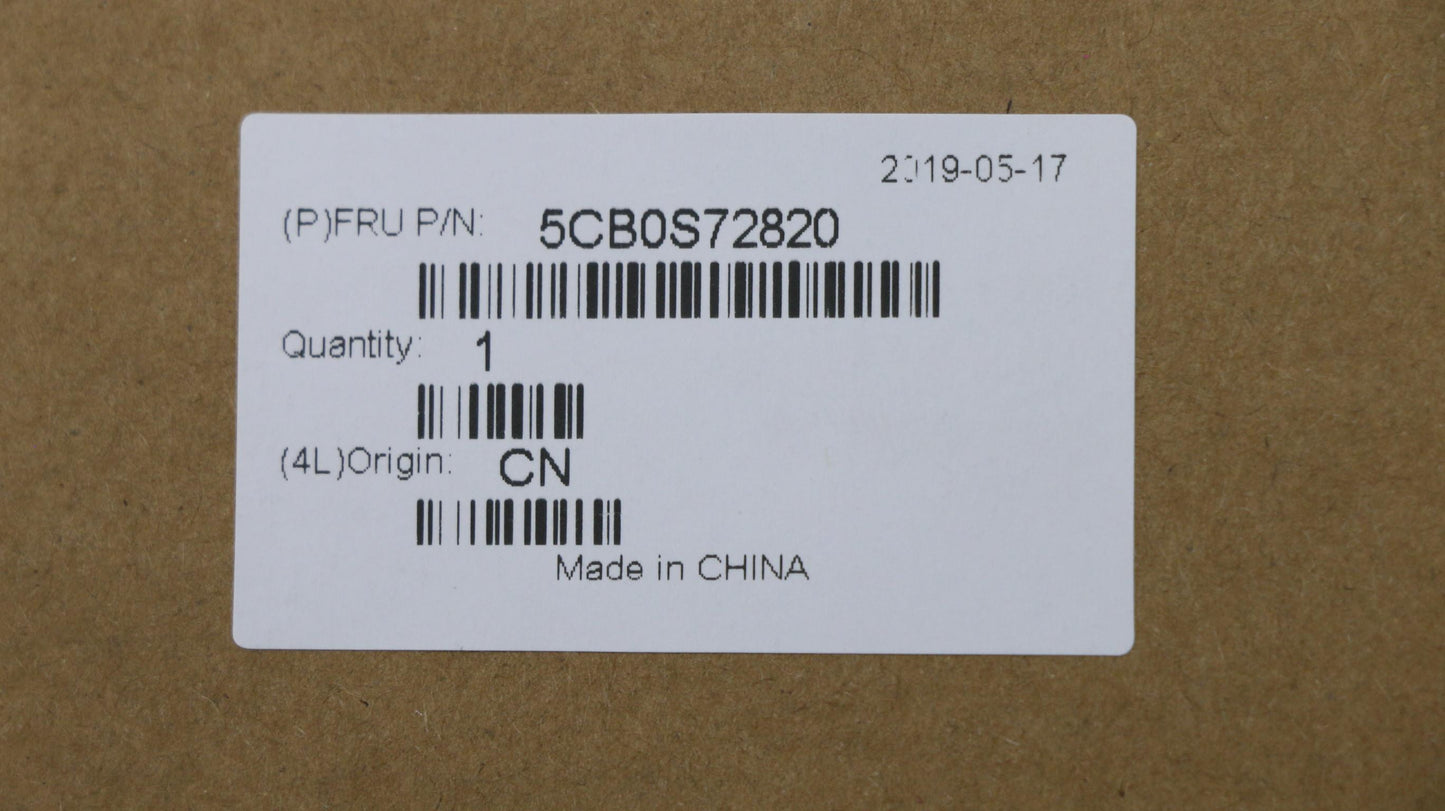 2019-05-17
(P)FRU P/N: 5CB0S72820
Quantity: 1
(4L)Origin: CN
Made in CHINA